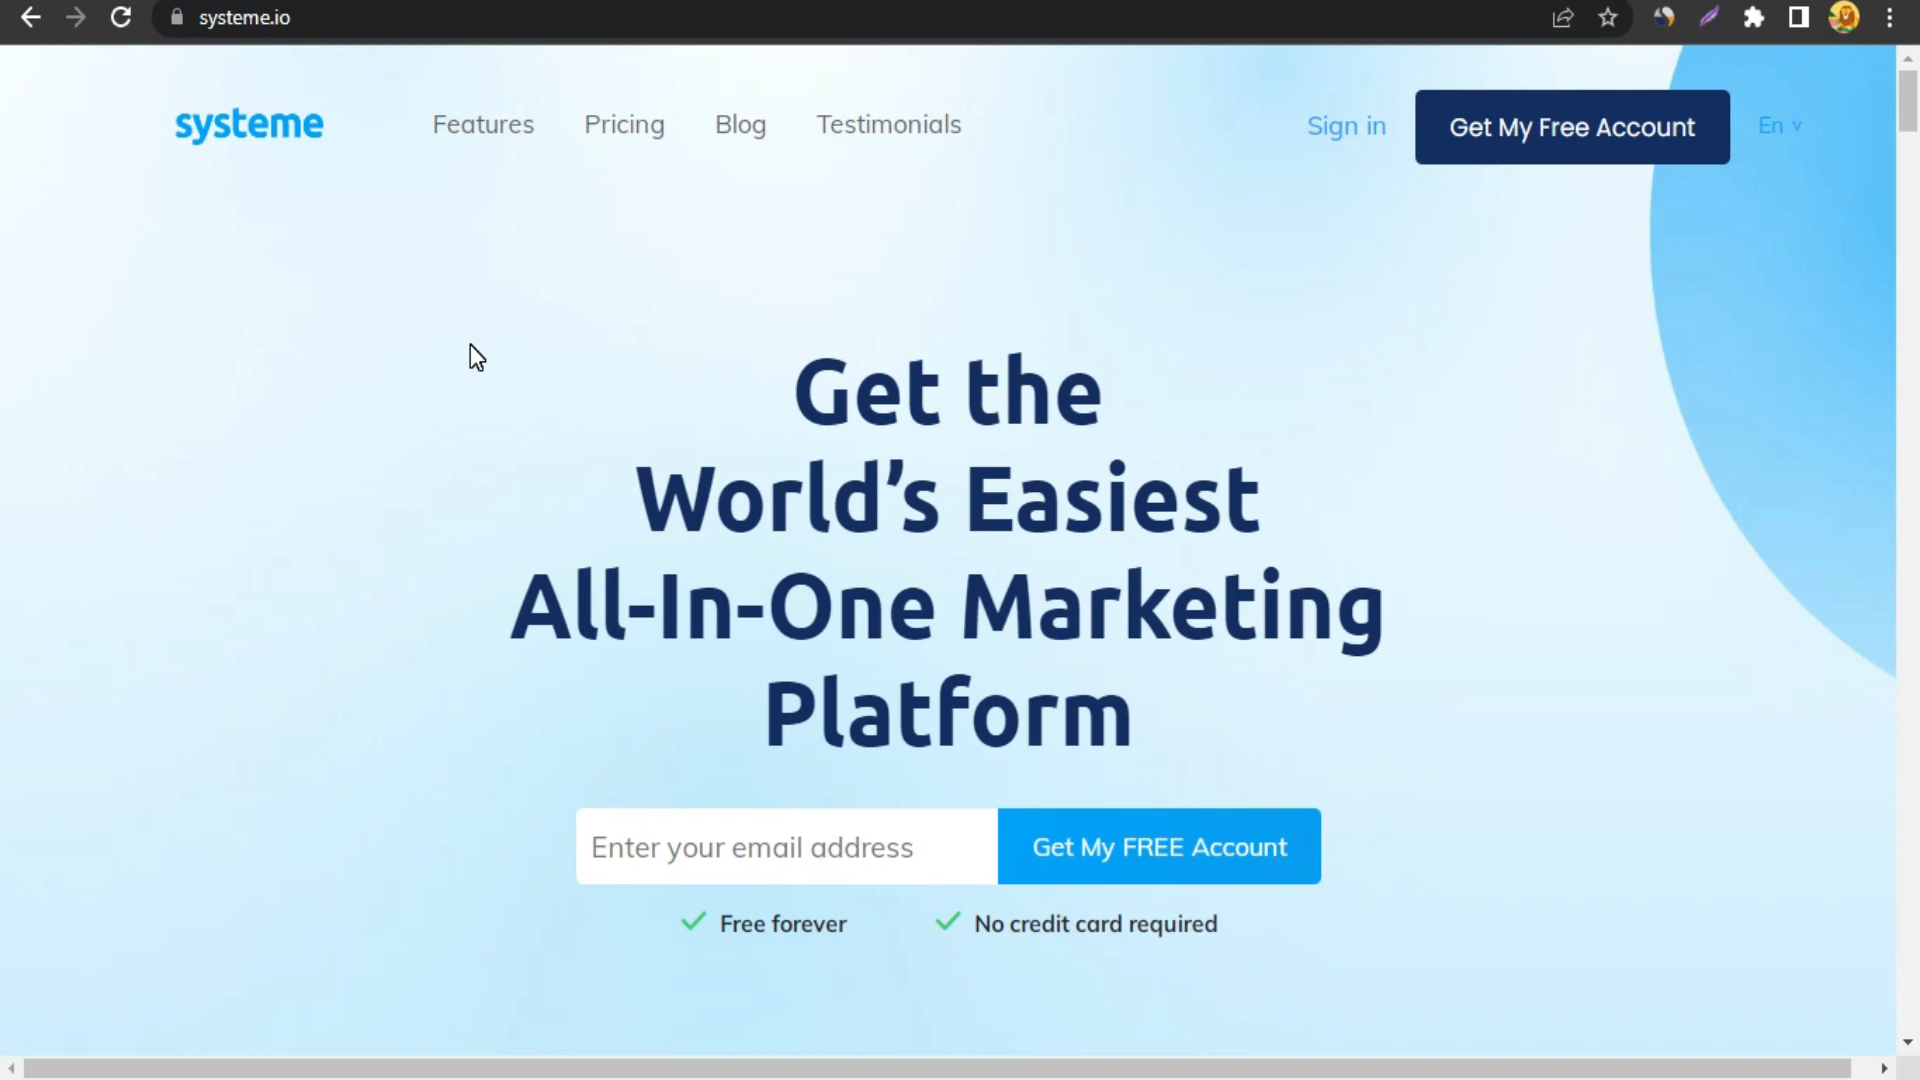 systeme.io
systeme
Features
Pricing
Blog
Testimonials
Sign in
Get My Free Account
En
Get the
World’s Easiest
All-In-One Marketing
Platform
Enter your email address
Get My FREE Account
Free forever
No credit card required